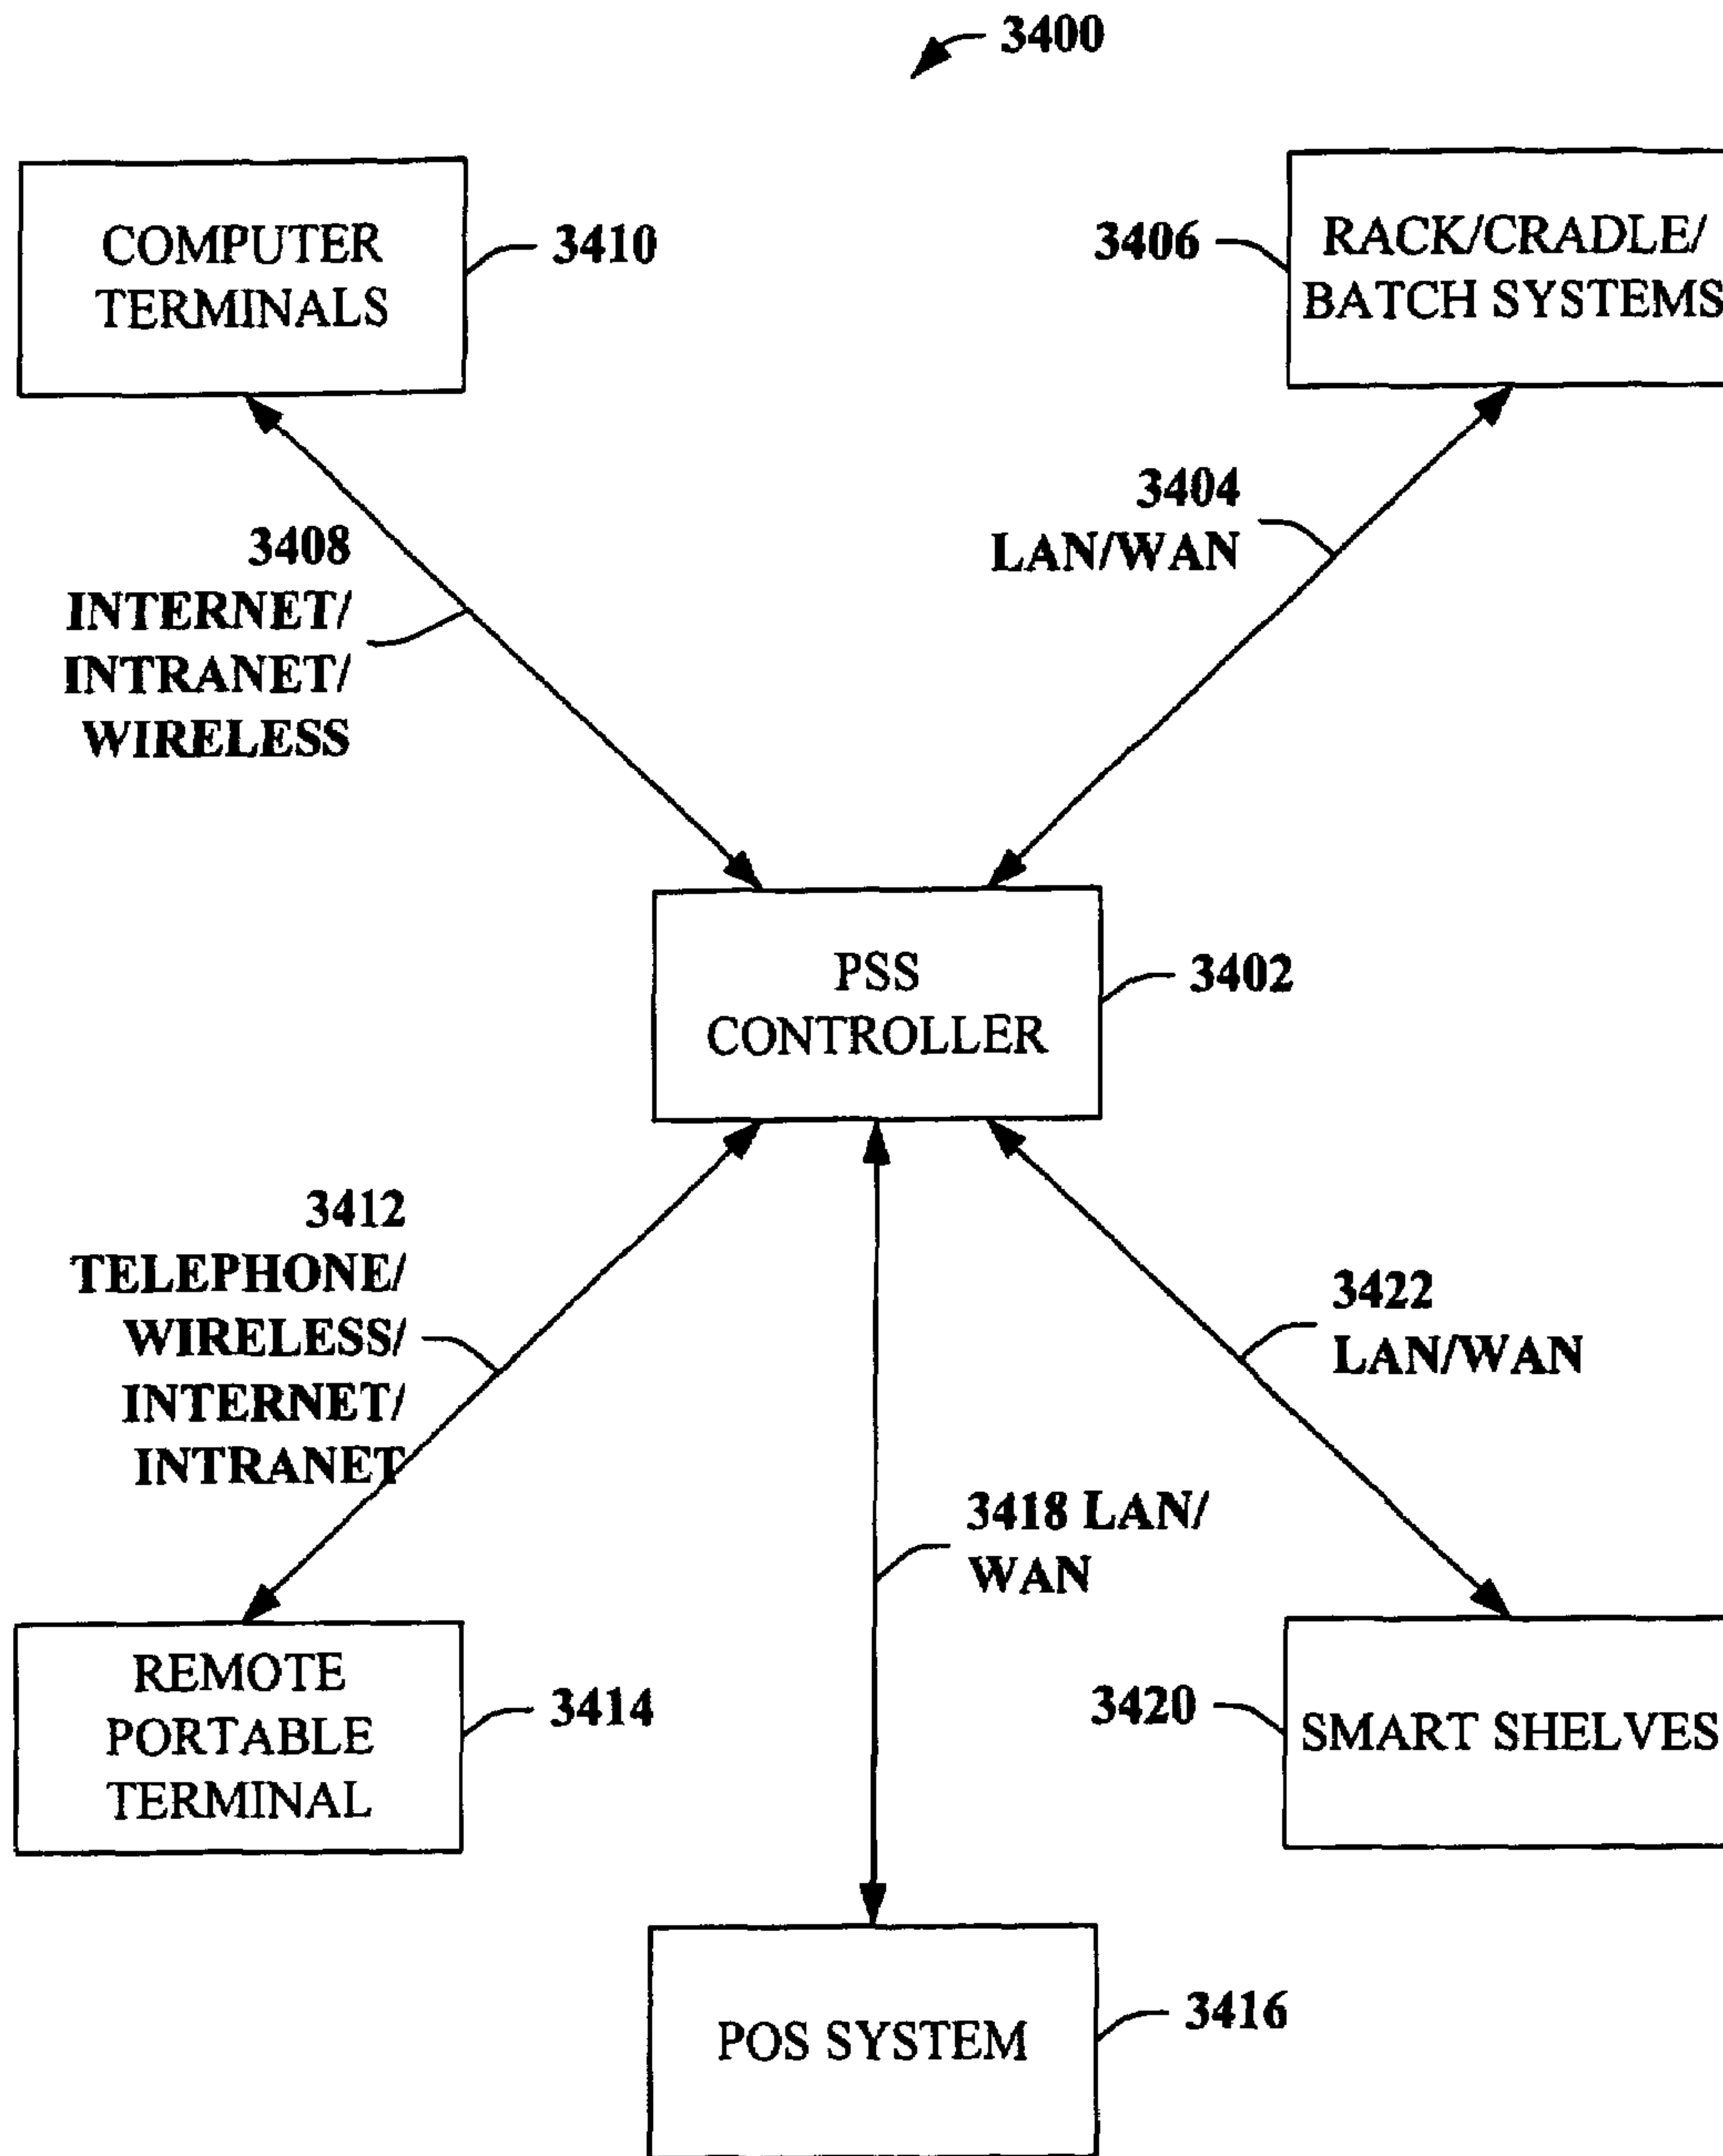 3400
COMPUTER
TERMINALS
3410
3406
RACK/CRADLE/
BATCH SYSTEMS
3408
INTERNET/
INTRANET/
WIRELESS
3404
LAN/WAN
PSS
CONTROLLER
3402
3412
TELEPHONE/
WIRELESS/
INTERNET/
INTRANET
3422
LAN/WAN
3418 LAN/
WAN
REMOTE
PORTABLE
TERMINAL
3414
3420
SMART SHELVES
POS SYSTEM
3416